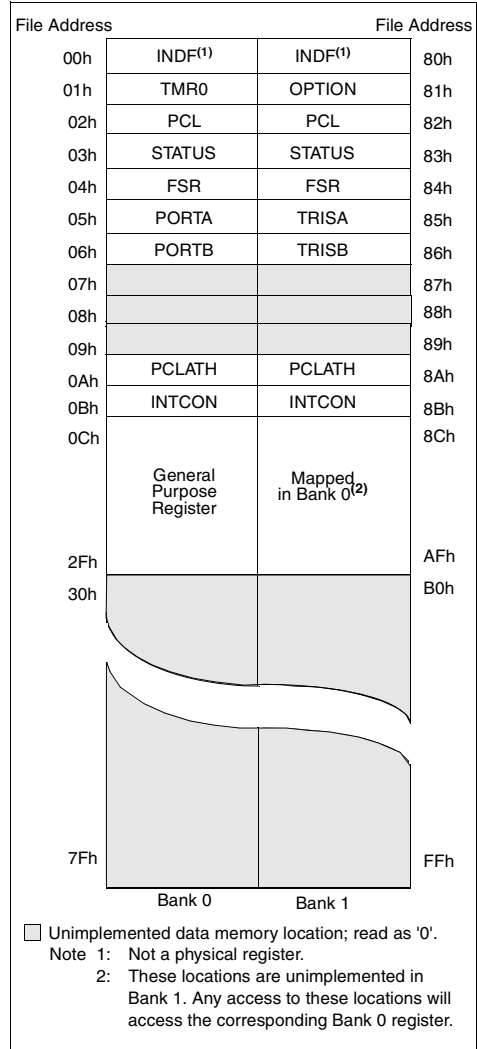 File Address File Address
00h INDF(1) INDF(1) 80h
01h TMR0 OPTION 81h
02h PCL PCL 82h
03h STATUS STATUS 83h
04h FSR FSR 84h
05h PORTA TRISA 85h
06h PORTB TRISB 86h
07h 87h
08h 88h
09h 89h
0Ah PCLATH PCLATH 8Ah
0Bh INTCON INTCON 8Bh
0Ch 8Ch
General Mapped
Purpose in Bank 0(2)
Register
2Fh AFh
30h B0h
7Fh FFh
Bank 0 Bank 1
Unimplemented data memory location; read as '0'.
Note 1: Not a physical register.
2: These locations are unimplemented in
Bank 1. Any access to these locations will
access the corresponding Bank 0 register.